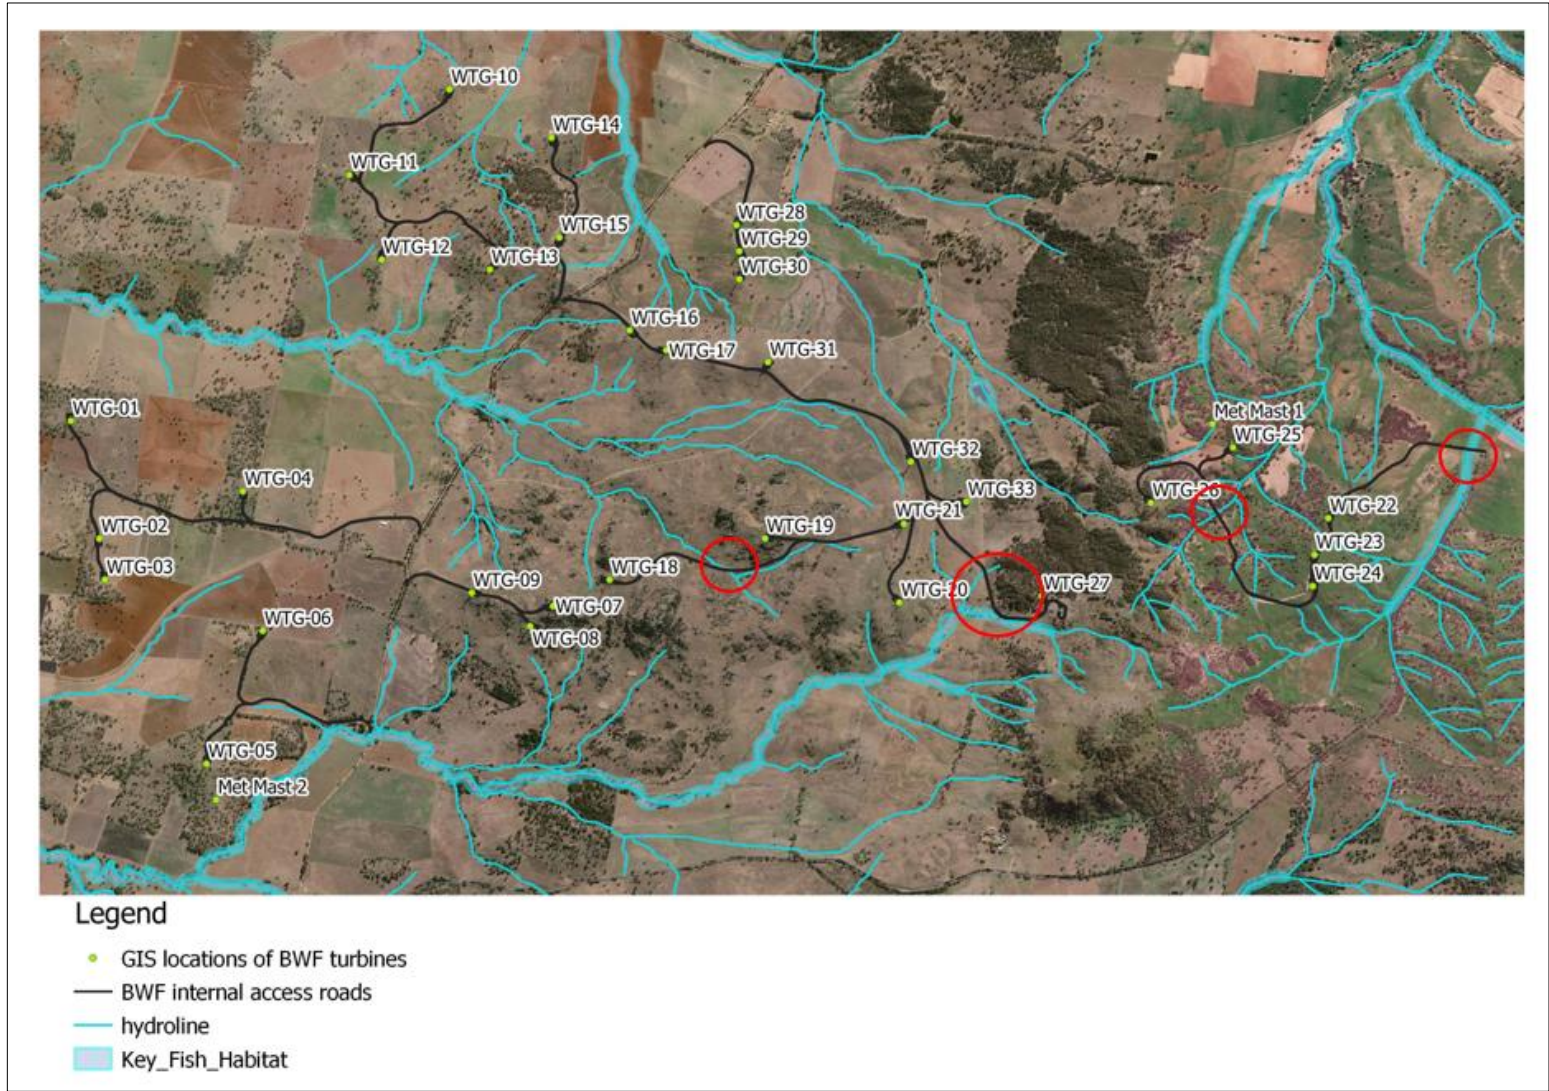 WTG-10
WTG-14
WTG-11
WTG-28
WTG-15
WTG-29
WTG-12
WTG-13
WTG-30
WTG-16
WTG-17
WTG-31
WTG-01
Met Mast 1
WTG-25
WTG-32
WTG-04
WTG-33
WTG-26
WTG-22
WTG-21
WTG-02
WTG-19
WTG-23
WTG-03
WTG-18
WTG-24
WTG-09
WTG-20
WTG-27
WTG-07
WTG-06
WTG-08
WTG-05
Met Mast 2
Legend
GIS locations of BWF turbines
BWF internal access roads
hydroline
Key_Fish_Habitat